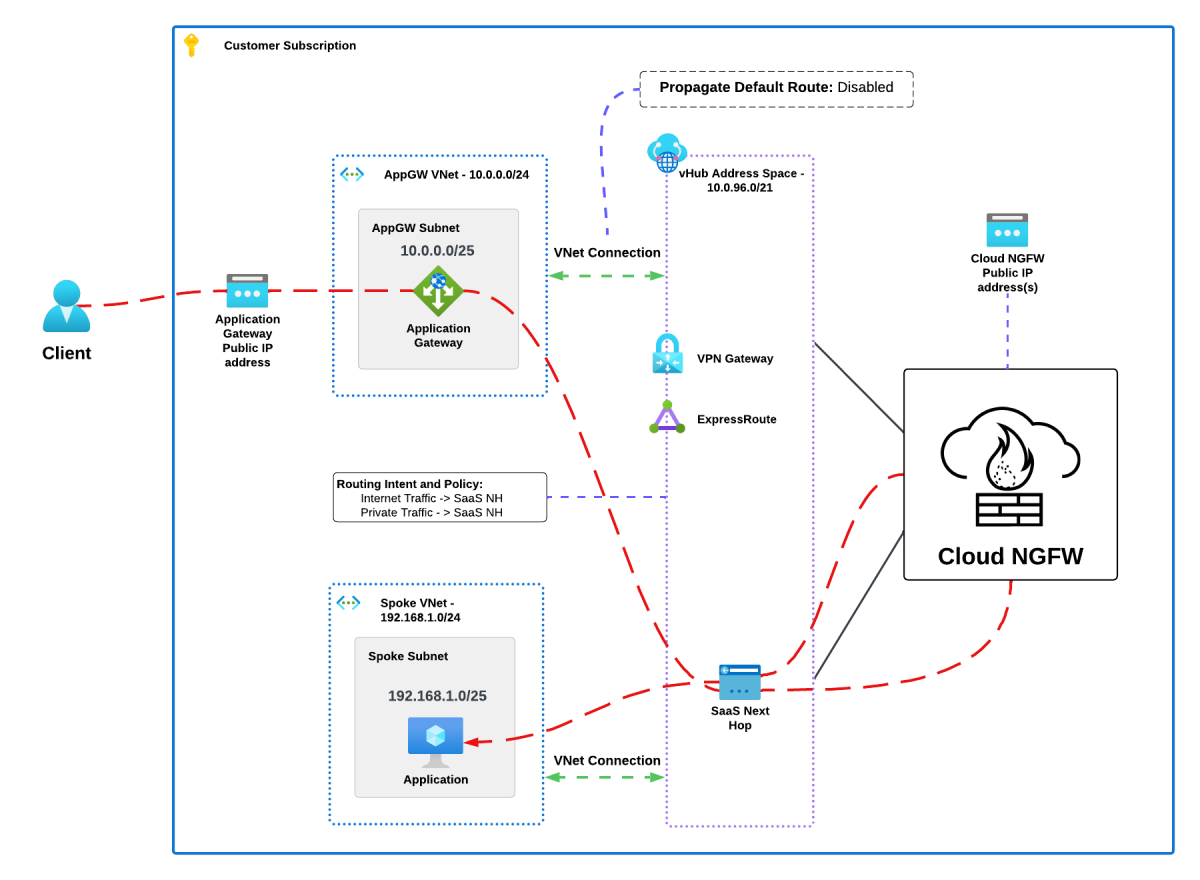 Customer Subscription
Propagate Default Route: Disabled
AppGW VNet - 10.0.0.0/24
vHub Address Space -
10.0.96.0/21
AppGW Subnet
10.0.0.0/25
Application
Gateway
VNet Connection
Cloud NGFW
Public IP
address(s)
Client
Application
Gateway
Public IP
address
VPN Gateway
ExpressRoute
Routing Intent and Policy:
Internet Traffic -> SaaS NH
Private Traffic - > SaaS NH
Cloud NGFW
Spoke VNet -
192.168.1.0/24
Spoke Subnet
192.168.1.0/25
Application
SaaS Next
Hop
VNet Connection